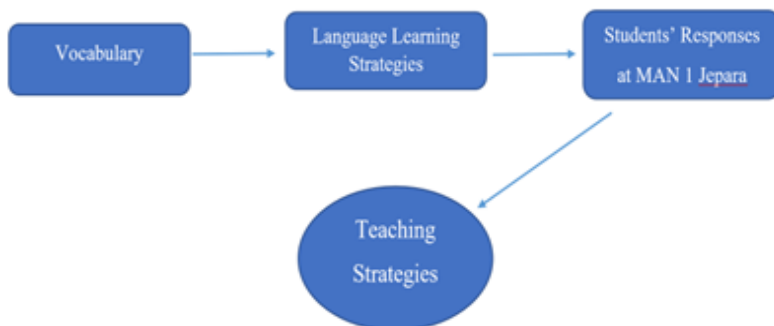 Vocabulary
Language Learning
Strategies
Students’ Responses
at MAN 1 Jepara
Teaching
Strategies